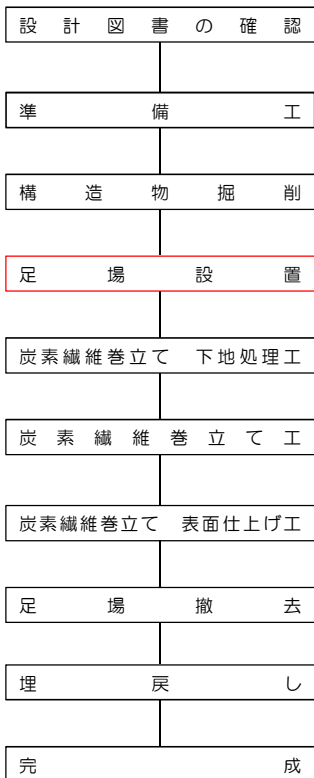 設計図書の確認
準備工
構造物掘削
足場設置
炭素繊維巻立て　下地処理工
炭素繊維巻立て工
炭素繊維巻立て　表面仕上げ工
足場撤去
埋戻し
完成